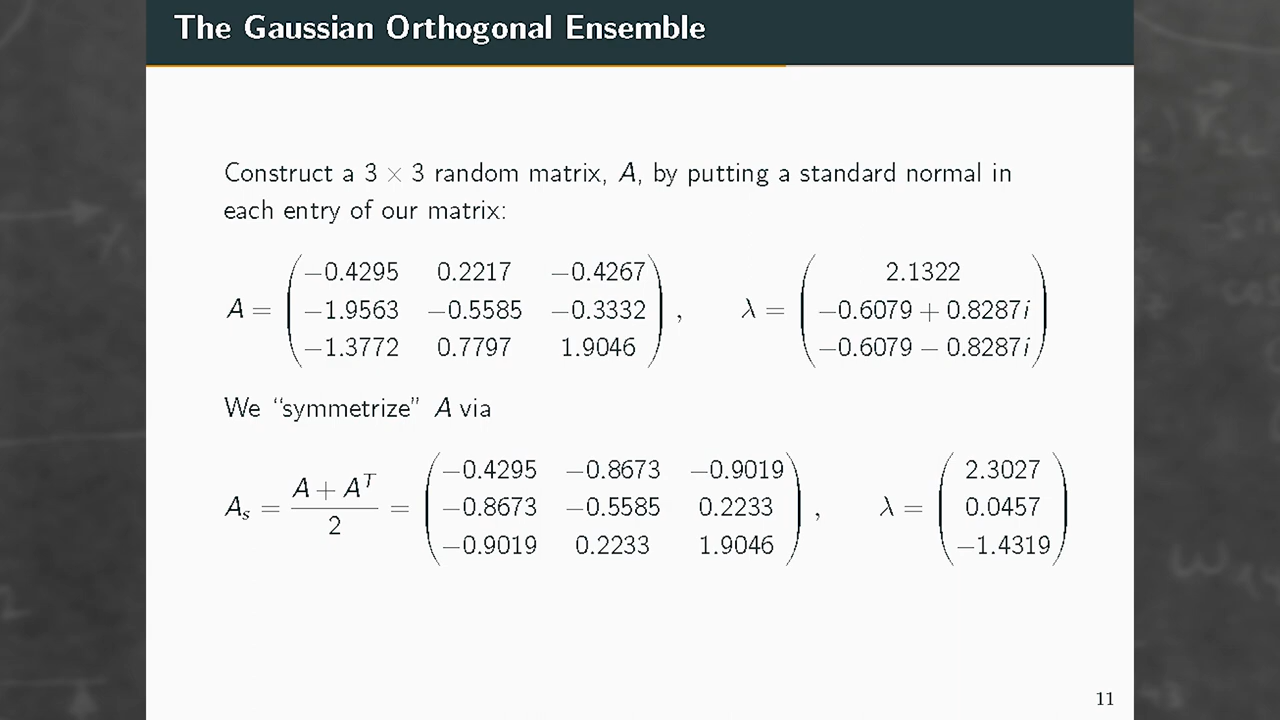 The Gaussian Orthogonal Ensemble
Construct a 3 × 3 random matrix, A, by putting a standard normal in
each entry of our matrix:
A = ( −0.4295 0.2217 −0.4267 ; −1.9563 −0.5585 −0.3332 ; −1.3772 0.7797 1.9046 ) , λ = ( 2.1322 ; −0.6079 + 0.8287i ; −0.6079 − 0.8287i )
We “symmetrize” A via
A_s = (A + A^T)/2 = ( −0.4295 −0.8673 −0.9019 ; −0.8673 −0.5585 0.2233 ; −0.9019 0.2233 1.9046 ) , λ = ( 2.3027 ; 0.0457 ; −1.4319 )
11